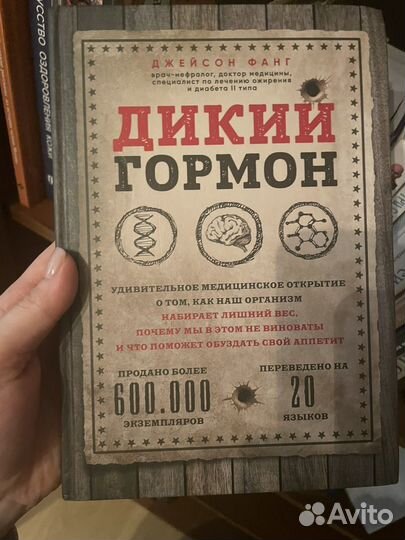 ДЖЕЙСОН ФАНГ
врач-нефролог, доктор медицины,
специалист по лечению ожирения
и диабета II типа
ДИКИЙ
ГОРМОН
УДИВИТЕЛЬНОЕ МЕДИЦИНСКОЕ ОТКРЫТИЕ
О ТОМ, КАК НАШ ОРГАНИЗМ
НАБИРАЕТ ЛИШНИЙ ВЕС,
ПОЧЕМУ МЫ В ЭТОМ НЕ ВИНОВАТЫ
И ЧТО ПОМОЖЕТ ОБУЗДАТЬ СВОЙ АППЕТИТ
ПРОДАНО БОЛЕЕ
600.000
ЭКЗЕМПЛЯРОВ
ПЕРЕВЕДЕНО НА
20
ЯЗЫКОВ
ОЗДОРОВЛЕНИЯ КОЖИ
Avito